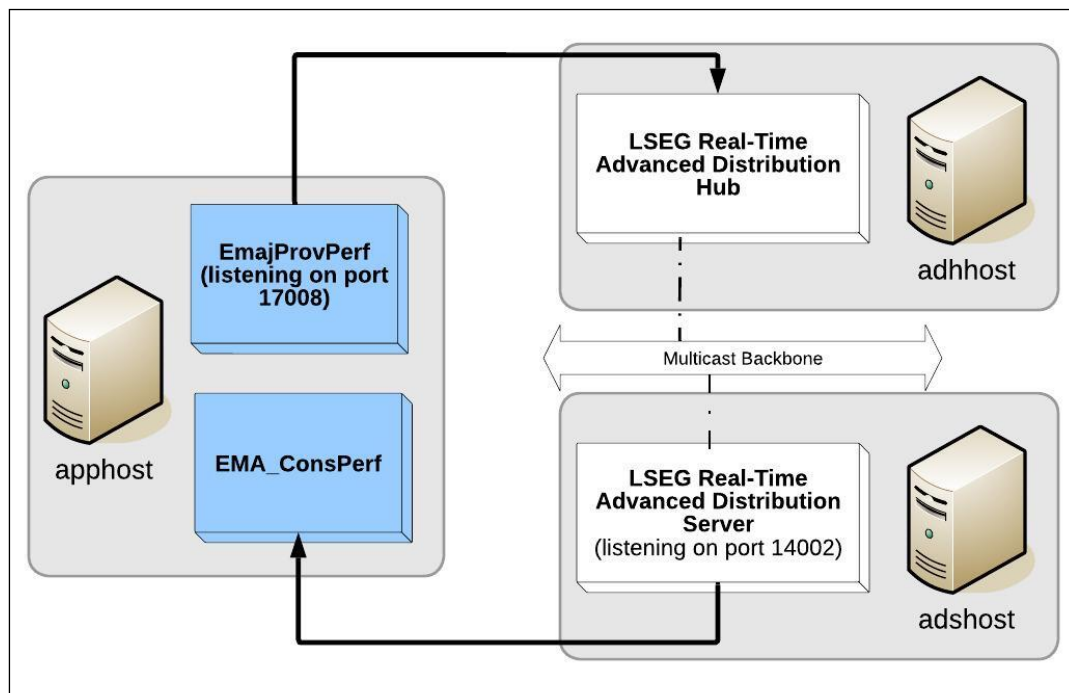 LSEG Real-Time
Advanced Distribution
Hub
adhhost
EmajProvPerf
(listening on port
17008)
Multicast Backbone
EMA_ConsPerf
apphost
LSEG Real-Time
Advanced Distribution
Server
(listening on port 14002)
adshost